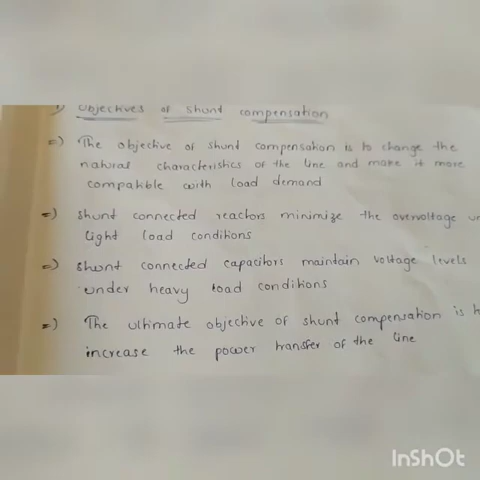 1) Objectives of shunt compensation
=) The objective of shunt compensation is to change the
natural characteristics of the line and make it more
compatible with load demand
=) shunt connected reactors minimize the overvoltage un
light load conditions
=) shunt connected capacitors maintain voltage levels
under heavy load conditions
=) The ultimate objective of shunt compensation is t
increase the power transfer of the line
InShOt